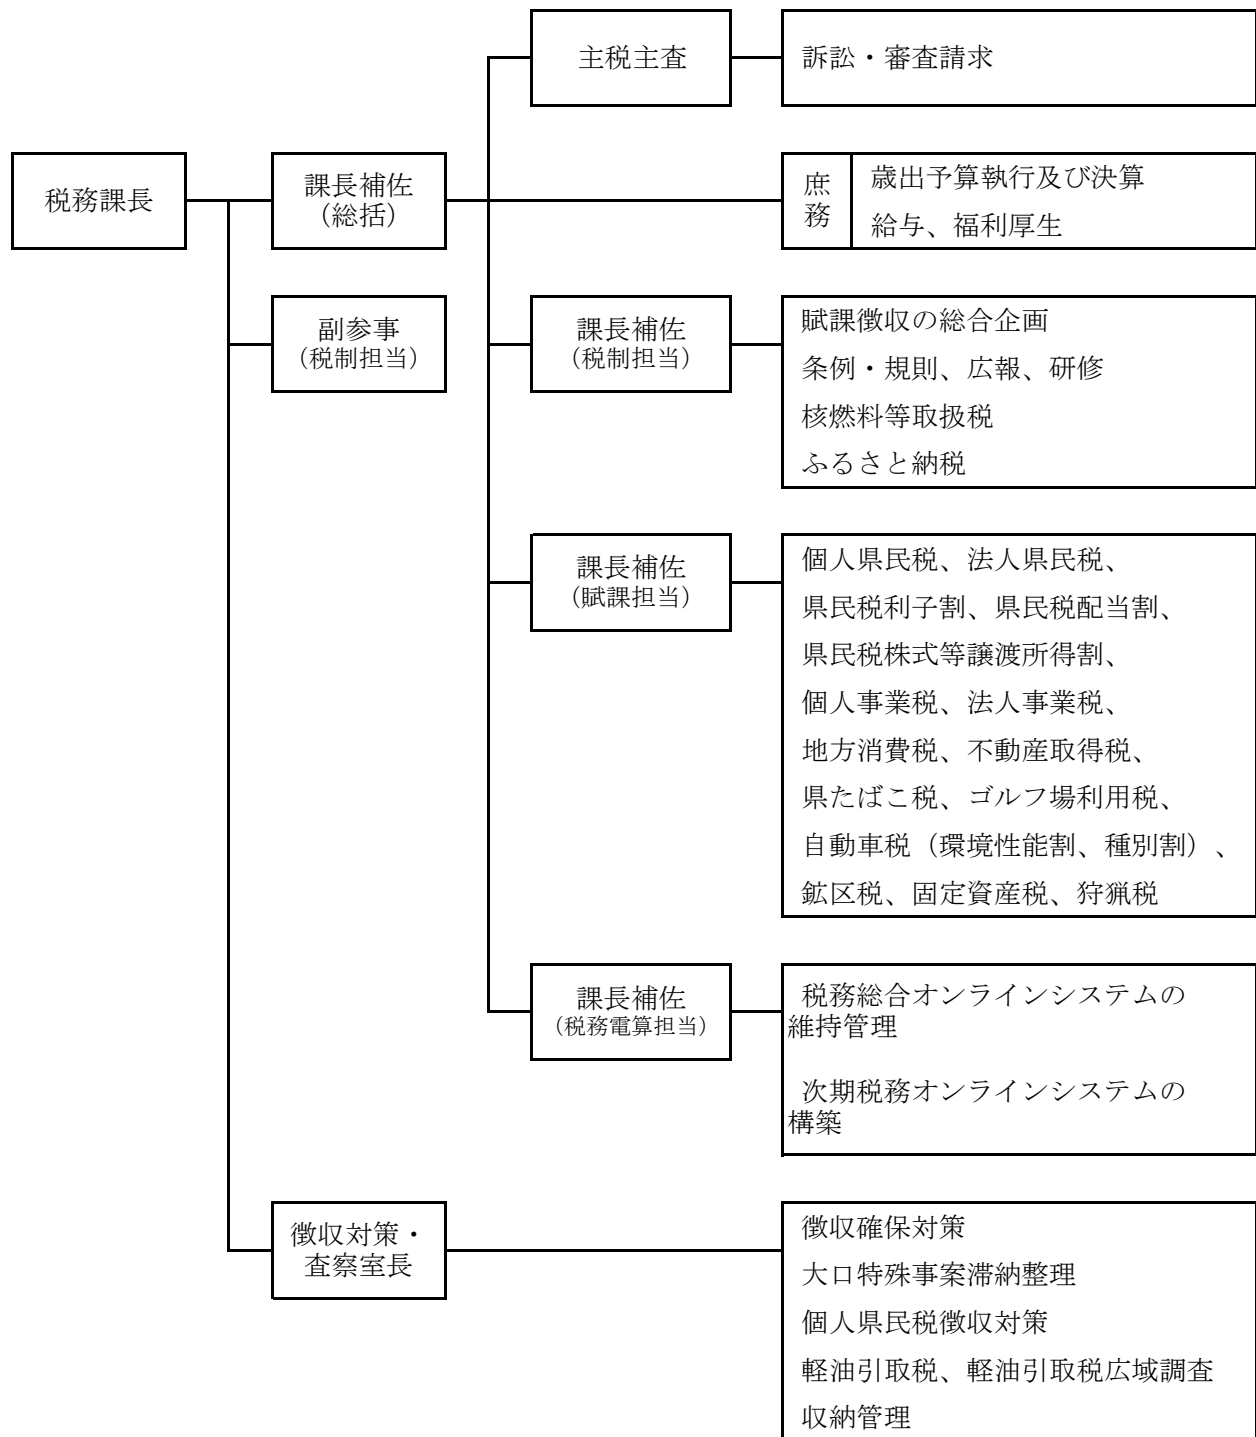 主税主査
訴訟・審査請求
税務課長
課長補佐
（総括）
庶務
歳出予算執行及び決算
給与、福利厚生
副参事
（税制担当）
課長補佐
（税制担当）
賦課徴収の総合企画
条例・規則、広報、研修
核燃料等取扱税
ふるさと納税
課長補佐
（賦課担当）
個人県民税、法人県民税、
県民税利子割、県民税配当割、
県民税株式等譲渡所得割、
個人事業税、法人事業税、
地方消費税、不動産取得税、
県たばこ税、ゴルフ場利用税、
自動車税（環境性能割、種別割）、
鉱区税、固定資産税、狩猟税
課長補佐
（税務電算担当）
税務総合オンラインシステムの
維持管理
次期税務オンラインシステムの
構築
徴収対策・
査察室長
徴収確保対策
大口特殊事案滞納整理
個人県民税徴収対策
軽油引取税、軽油引取税広域調査
収納管理